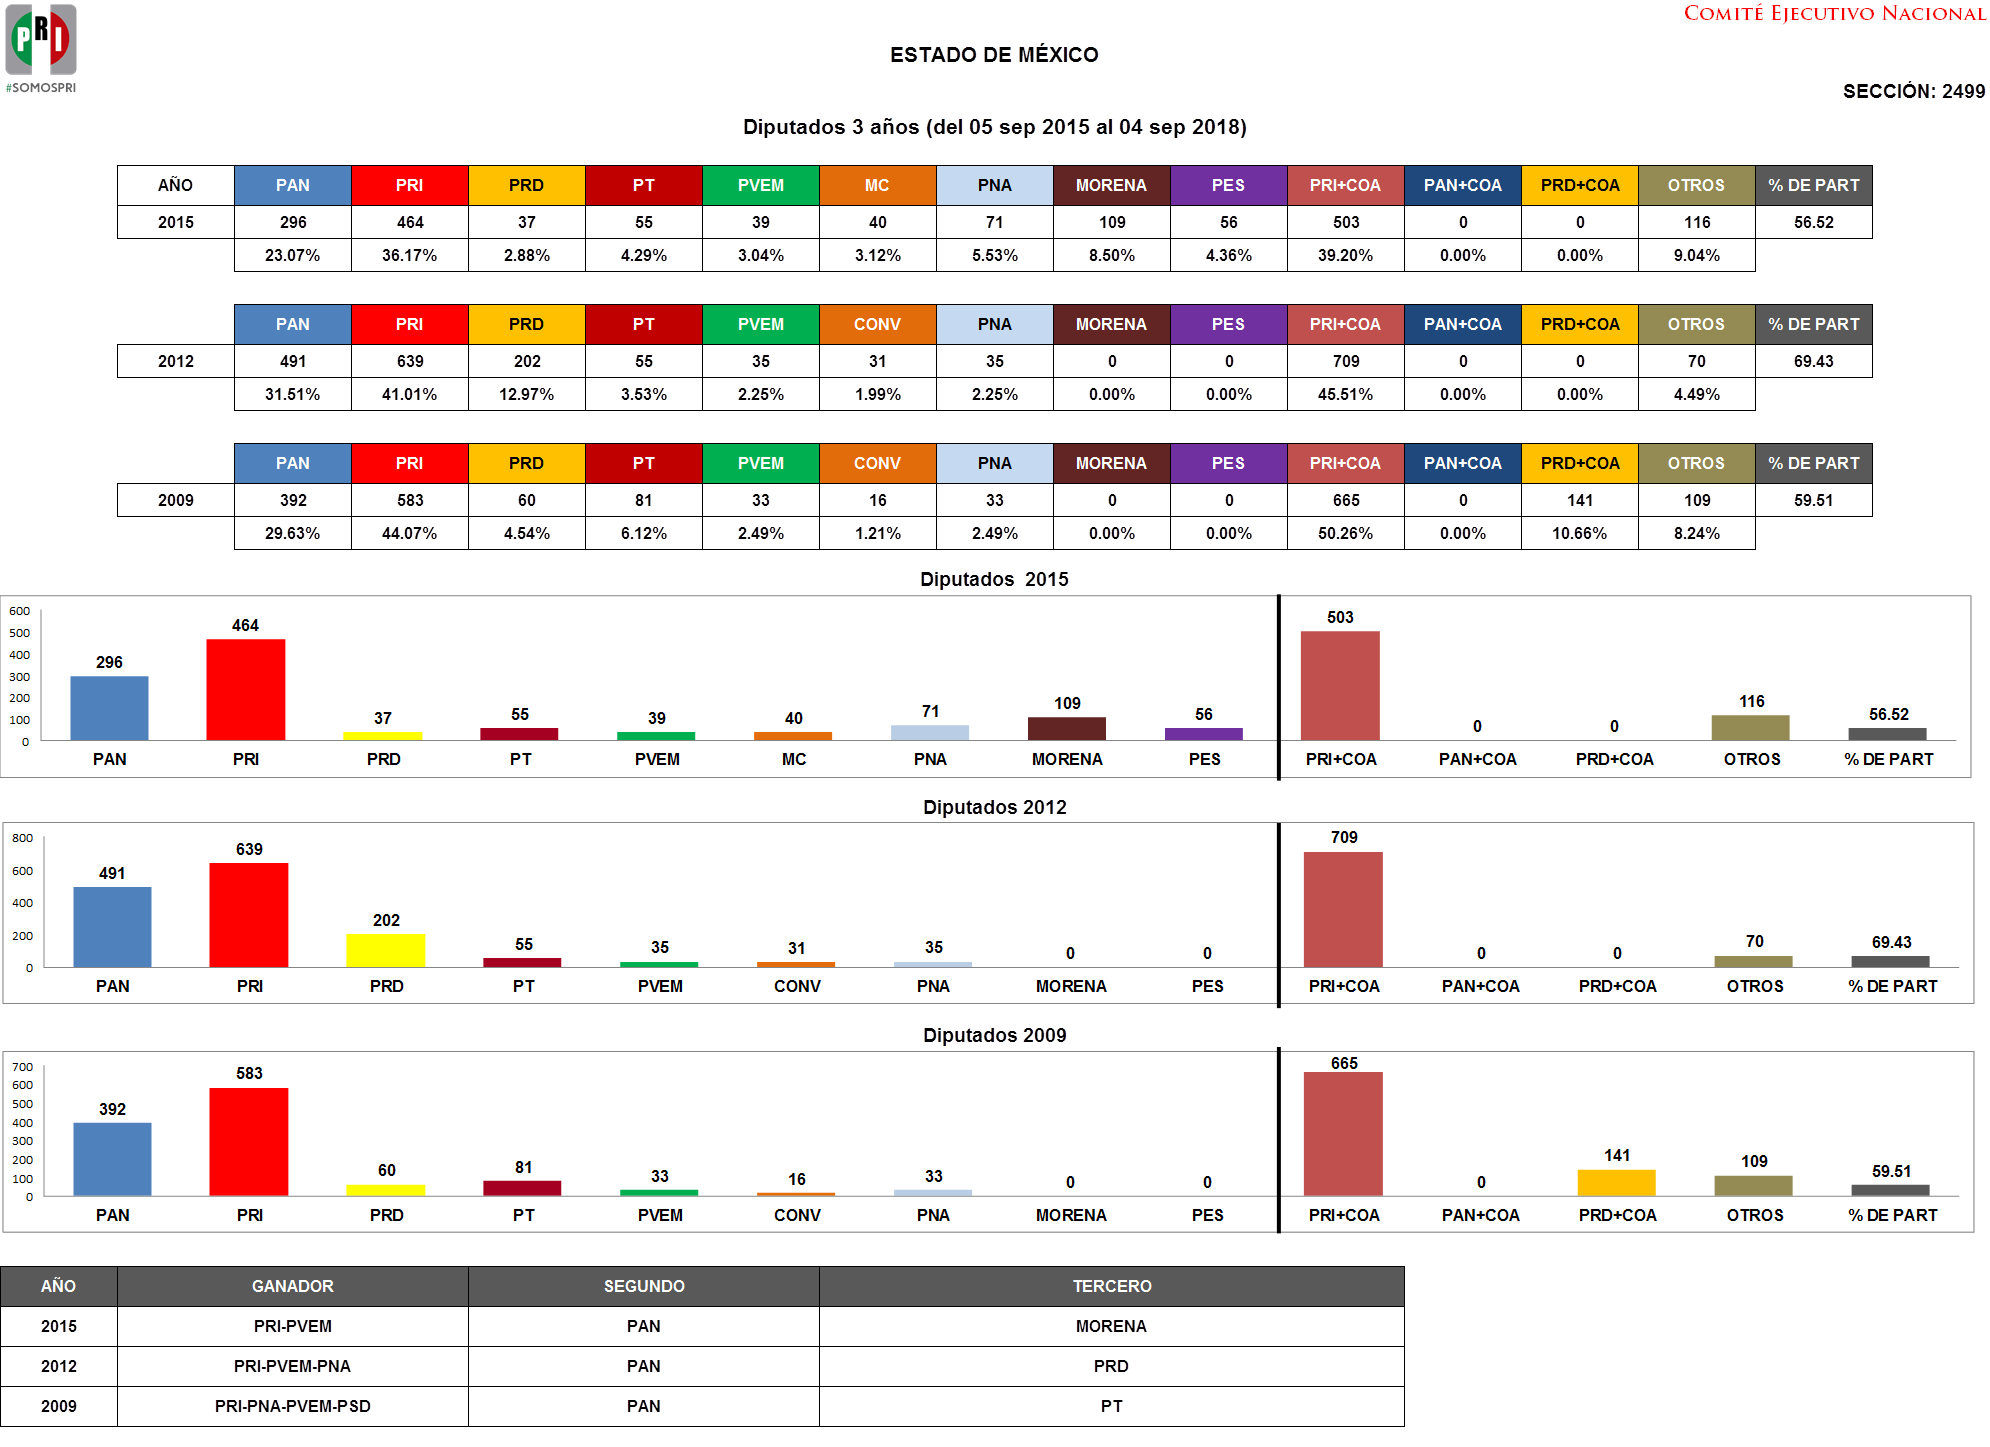 PRI
#SOMOSPRI
COMITÉ EJECUTIVO NACIONAL
ESTADO DE MÉXICO
SECCIÓN: 2499
Diputados 3 años (del 05 sep 2015 al 04 sep 2018)
AÑO PAN PRI PRD PT PVEM MC PNA MORENA PES PRI+COA PAN+COA PRD+COA OTROS % DE PART
2015 296 464 37 55 39 40 71 109 56 503 0 0 116 56.52
23.07% 36.17% 2.88% 4.29% 3.04% 3.12% 5.53% 8.50% 4.36% 39.20% 0.00% 0.00% 9.04%
PAN PRI PRD PT PVEM CONV PNA MORENA PES PRI+COA PAN+COA PRD+COA OTROS % DE PART
2012 491 639 202 55 35 31 35 0 0 709 0 0 70 69.43
31.51% 41.01% 12.97% 3.53% 2.25% 1.99% 2.25% 0.00% 0.00% 45.51% 0.00% 0.00% 4.49%
PAN PRI PRD PT PVEM CONV PNA MORENA PES PRI+COA PAN+COA PRD+COA OTROS % DE PART
2009 392 583 60 81 33 16 33 0 0 665 0 141 109 59.51
29.63% 44.07% 4.54% 6.12% 2.49% 1.21% 2.49% 0.00% 0.00% 50.26% 0.00% 10.66% 8.24%
Diputados 2015
600
500
400
300
200
100
0
296 464 37 55 39 40 71 109 56 503 0 0 116 56.52
PAN PRI PRD PT PVEM MC PNA MORENA PES PRI+COA PAN+COA PRD+COA OTROS % DE PART
Diputados 2012
800
600
400
200
0
491 639 202 55 35 31 35 0 0 709 0 0 70 69.43
PAN PRI PRD PT PVEM CONV PNA MORENA PES PRI+COA PAN+COA PRD+COA OTROS % DE PART
Diputados 2009
700
600
500
400
300
200
100
0
392 583 60 81 33 16 33 0 0 665 0 141 109 59.51
PAN PRI PRD PT PVEM CONV PNA MORENA PES PRI+COA PAN+COA PRD+COA OTROS % DE PART
AÑO GANADOR SEGUNDO TERCERO
2015 PRI-PVEM PAN MORENA
2012 PRI-PVEM-PNA PAN PRD
2009 PRI-PNA-PVEM-PSD PAN PT